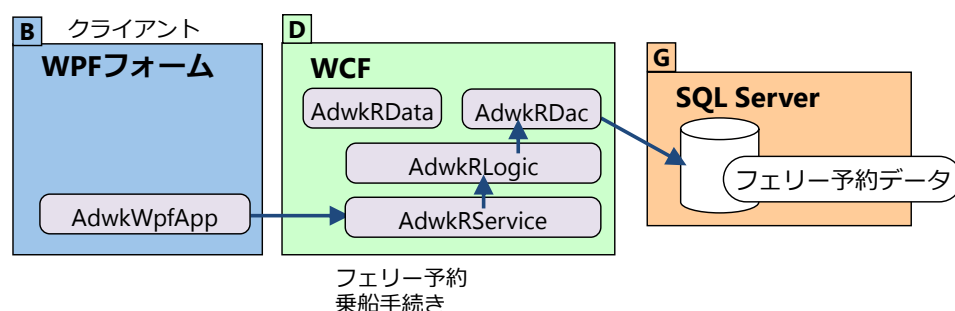 B
クライアント
WPFフォーム
AdwkWpfApp
D
WCF
AdwkRData
AdwkRDac
AdwkRLogic
AdwkRService
フェリー予約
乗船手続き
G
SQL Server
フェリー予約データ